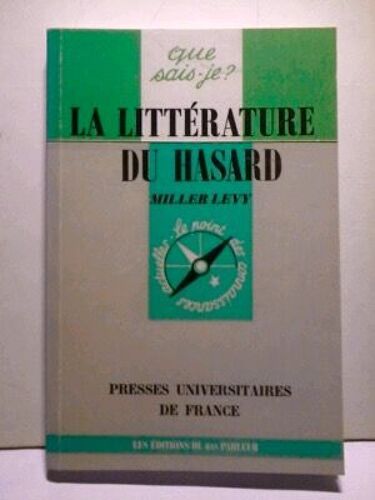 que
sais-je?
LA LITTÉRATURE
DU HASARD
MILLER LEVY
le point des
connaissances
actuelles
PRESSES UNIVERSITAIRES
DE FRANCE
LES ÉDITIONS DU
PARLEUR